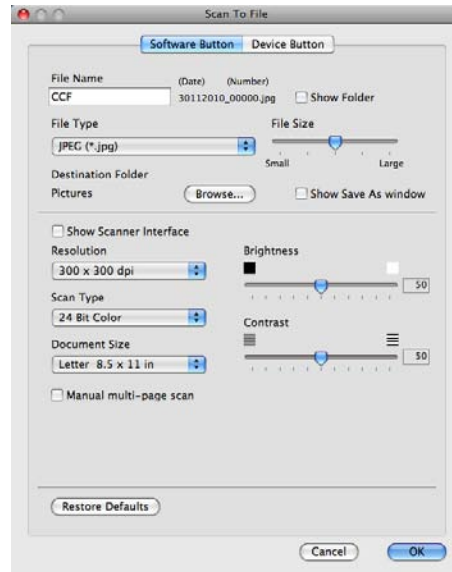 Scan To File
Software Button Device Button
File Name (Date) (Number)
CCF 30112010_00000.jpg Show Folder
File Type File Size
JPEG (*.jpg)
Small Large
Destination Folder
Pictures Browse... Show Save As window
Show Scanner Interface
Resolution Brightness
300 x 300 dpi
50
Scan Type
24 Bit Color
Contrast
Document Size
Letter 8.5 x 11 in 50
Manual multi-page scan
Restore Defaults
Cancel OK